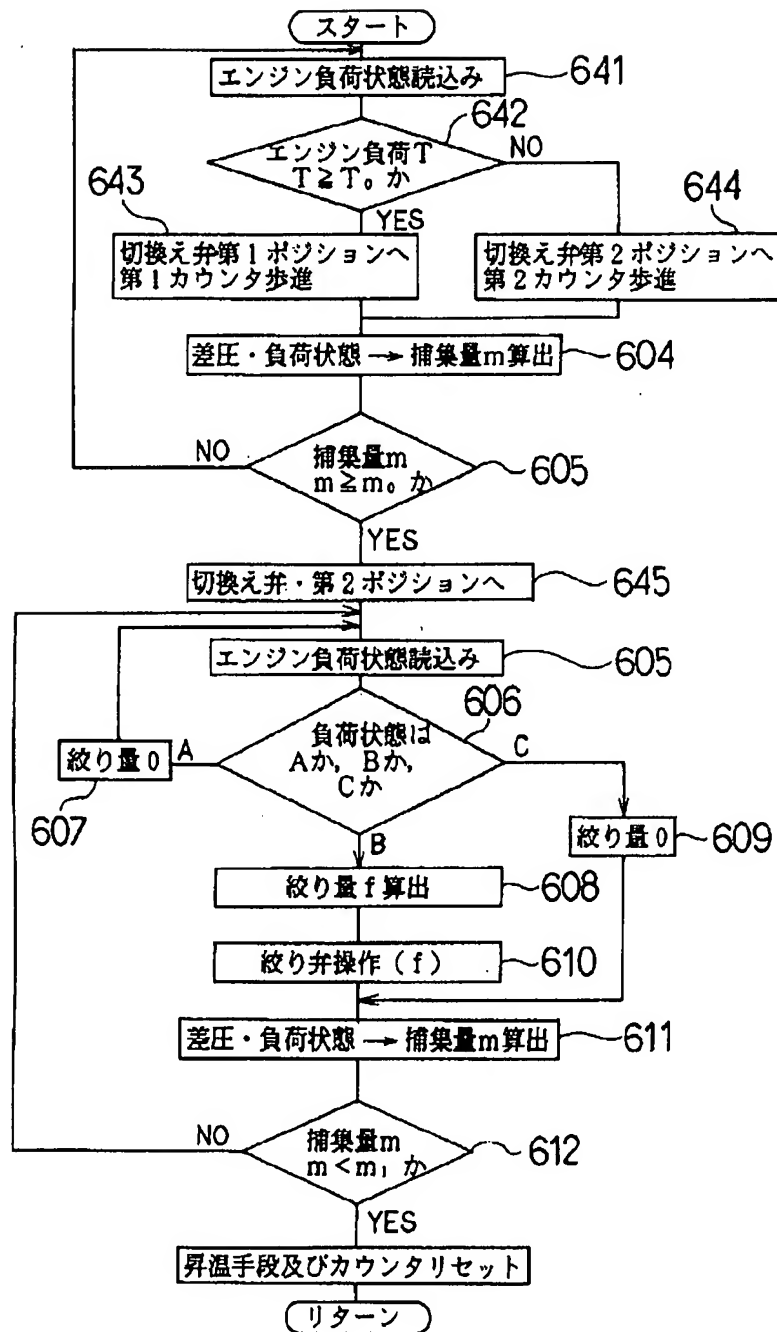 スタート
エンジン負荷状態読込み
641
642
エンジン負荷T
T≧T₀か
NO
YES
643
切換え弁第1ポジションへ
第1カウンタ歩進
644
切換え弁第2ポジションへ
第2カウンタ歩進
差圧・負荷状態→捕集量m算出
604
捕集量m
m≧m₀か
605
NO
YES
切換え弁・第2ポジションへ
645
エンジン負荷状態読込み
605
606
負荷状態は
Aか,Bか,
Cか
A
絞り量0
607
C
絞り量0
609
B
絞り量f算出
608
絞り弁操作(f)
610
差圧・負荷状態→捕集量m算出
611
捕集量m
m<m₁か
612
NO
YES
昇温手段及びカウンタリセット
リターン